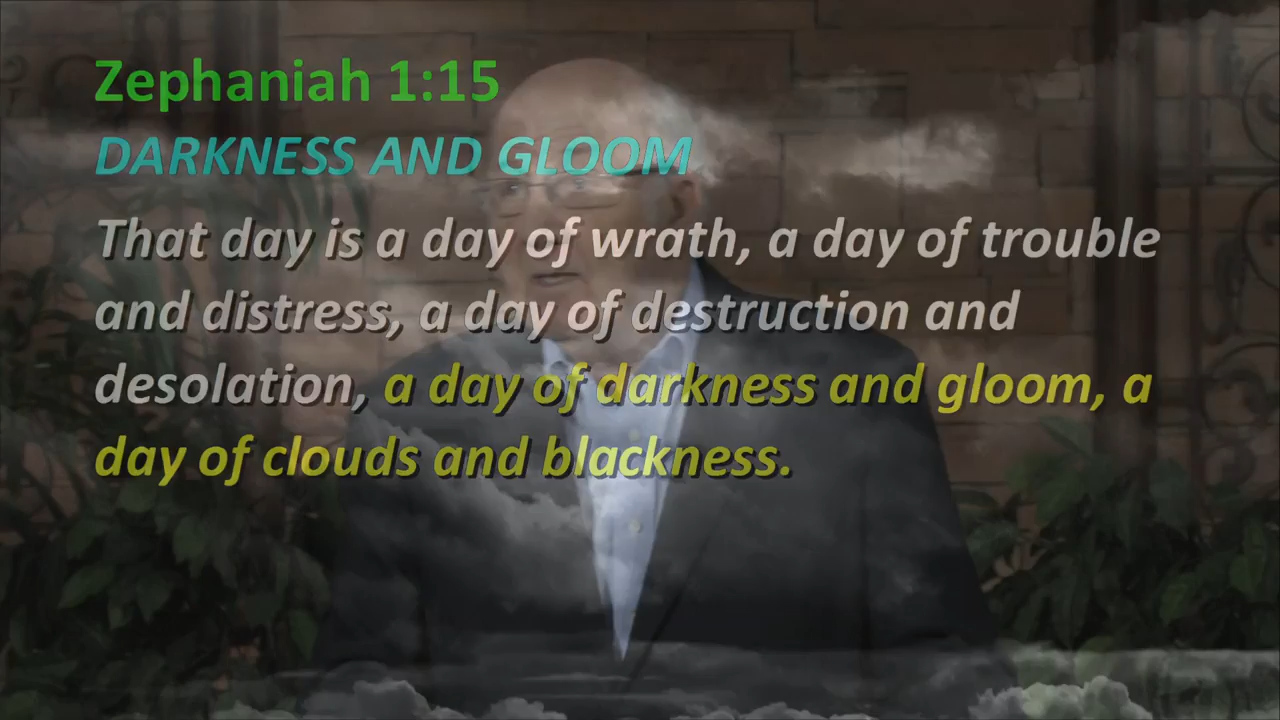 Zephaniah 1:15
DARKNESS AND GLOOM
That day is a day of wrath, a day of trouble
and distress, a day of destruction and
desolation, a day of darkness and gloom, a
day of clouds and blackness.